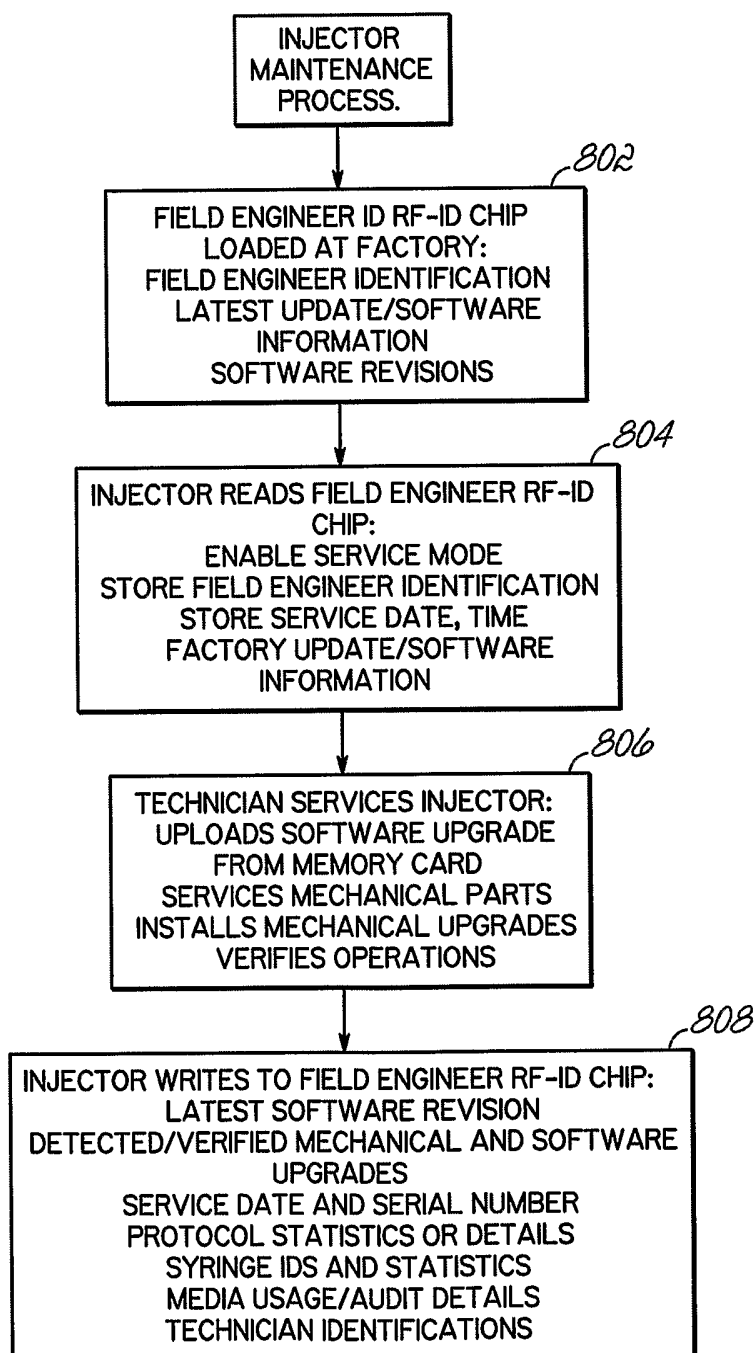 INJECTOR
MAINTENANCE
PROCESS.
802
FIELD ENGINEER ID RF-ID CHIP
LOADED AT FACTORY:
FIELD ENGINEER IDENTIFICATION
LATEST UPDATE/SOFTWARE
INFORMATION
SOFTWARE REVISIONS
804
INJECTOR READS FIELD ENGINEER RF-ID
CHIP:
ENABLE SERVICE MODE
STORE FIELD ENGINEER IDENTIFICATION
STORE SERVICE DATE, TIME
FACTORY UPDATE/SOFTWARE
INFORMATION
806
TECHNICIAN SERVICES INJECTOR:
UPLOADS SOFTWARE UPGRADE
FROM MEMORY CARD
SERVICES MECHANICAL PARTS
INSTALLS MECHANICAL UPGRADES
VERIFIES OPERATIONS
808
INJECTOR WRITES TO FIELD ENGINEER RF-ID CHIP:
LATEST SOFTWARE REVISION
DETECTED/VERIFIED MECHANICAL AND SOFTWARE
UPGRADES
SERVICE DATE AND SERIAL NUMBER
PROTOCOL STATISTICS OR DETAILS
SYRINGE IDS AND STATISTICS
MEDIA USAGE/AUDIT DETAILS
TECHNICIAN IDENTIFICATIONS